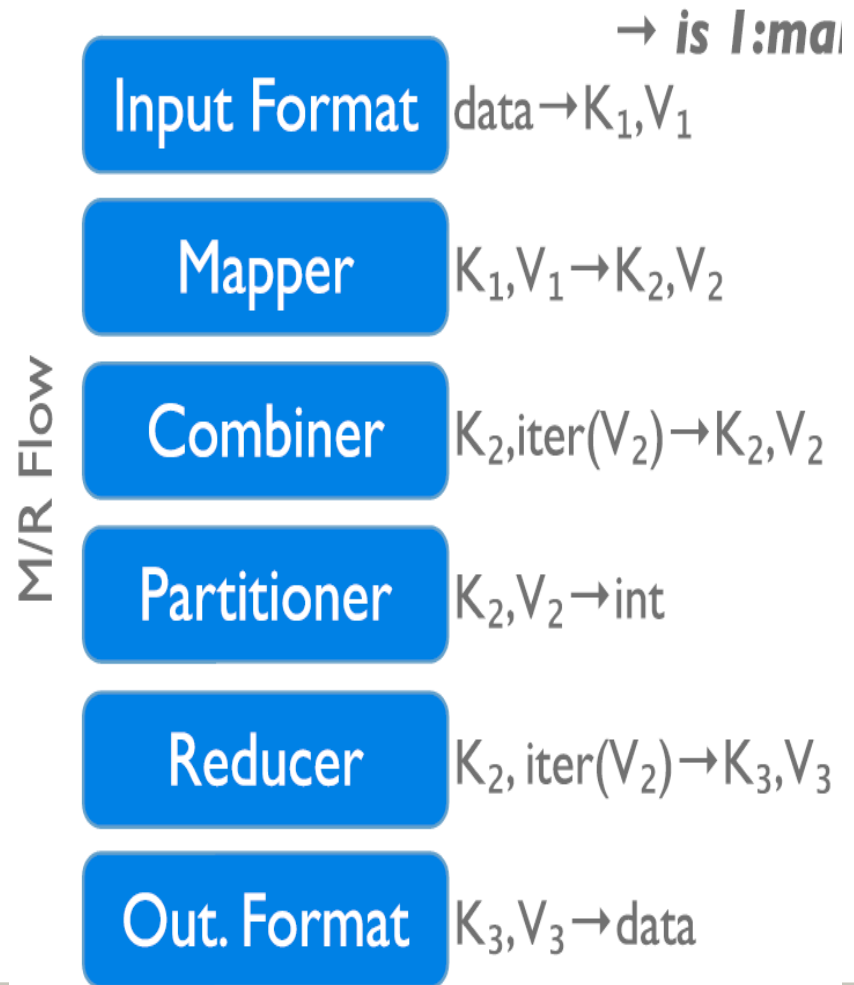 → is 1:
Input Format data→K₁,V₁
Mapper K₁,V₁→K₂,V₂
Combiner K₂,iter(V₂)→K₂,V₂
M/R Flow
Partitioner K₂,V₂→int
Reducer K₂, iter(V₂)→K₃,V₃
Out. Format K₃,V₃→data